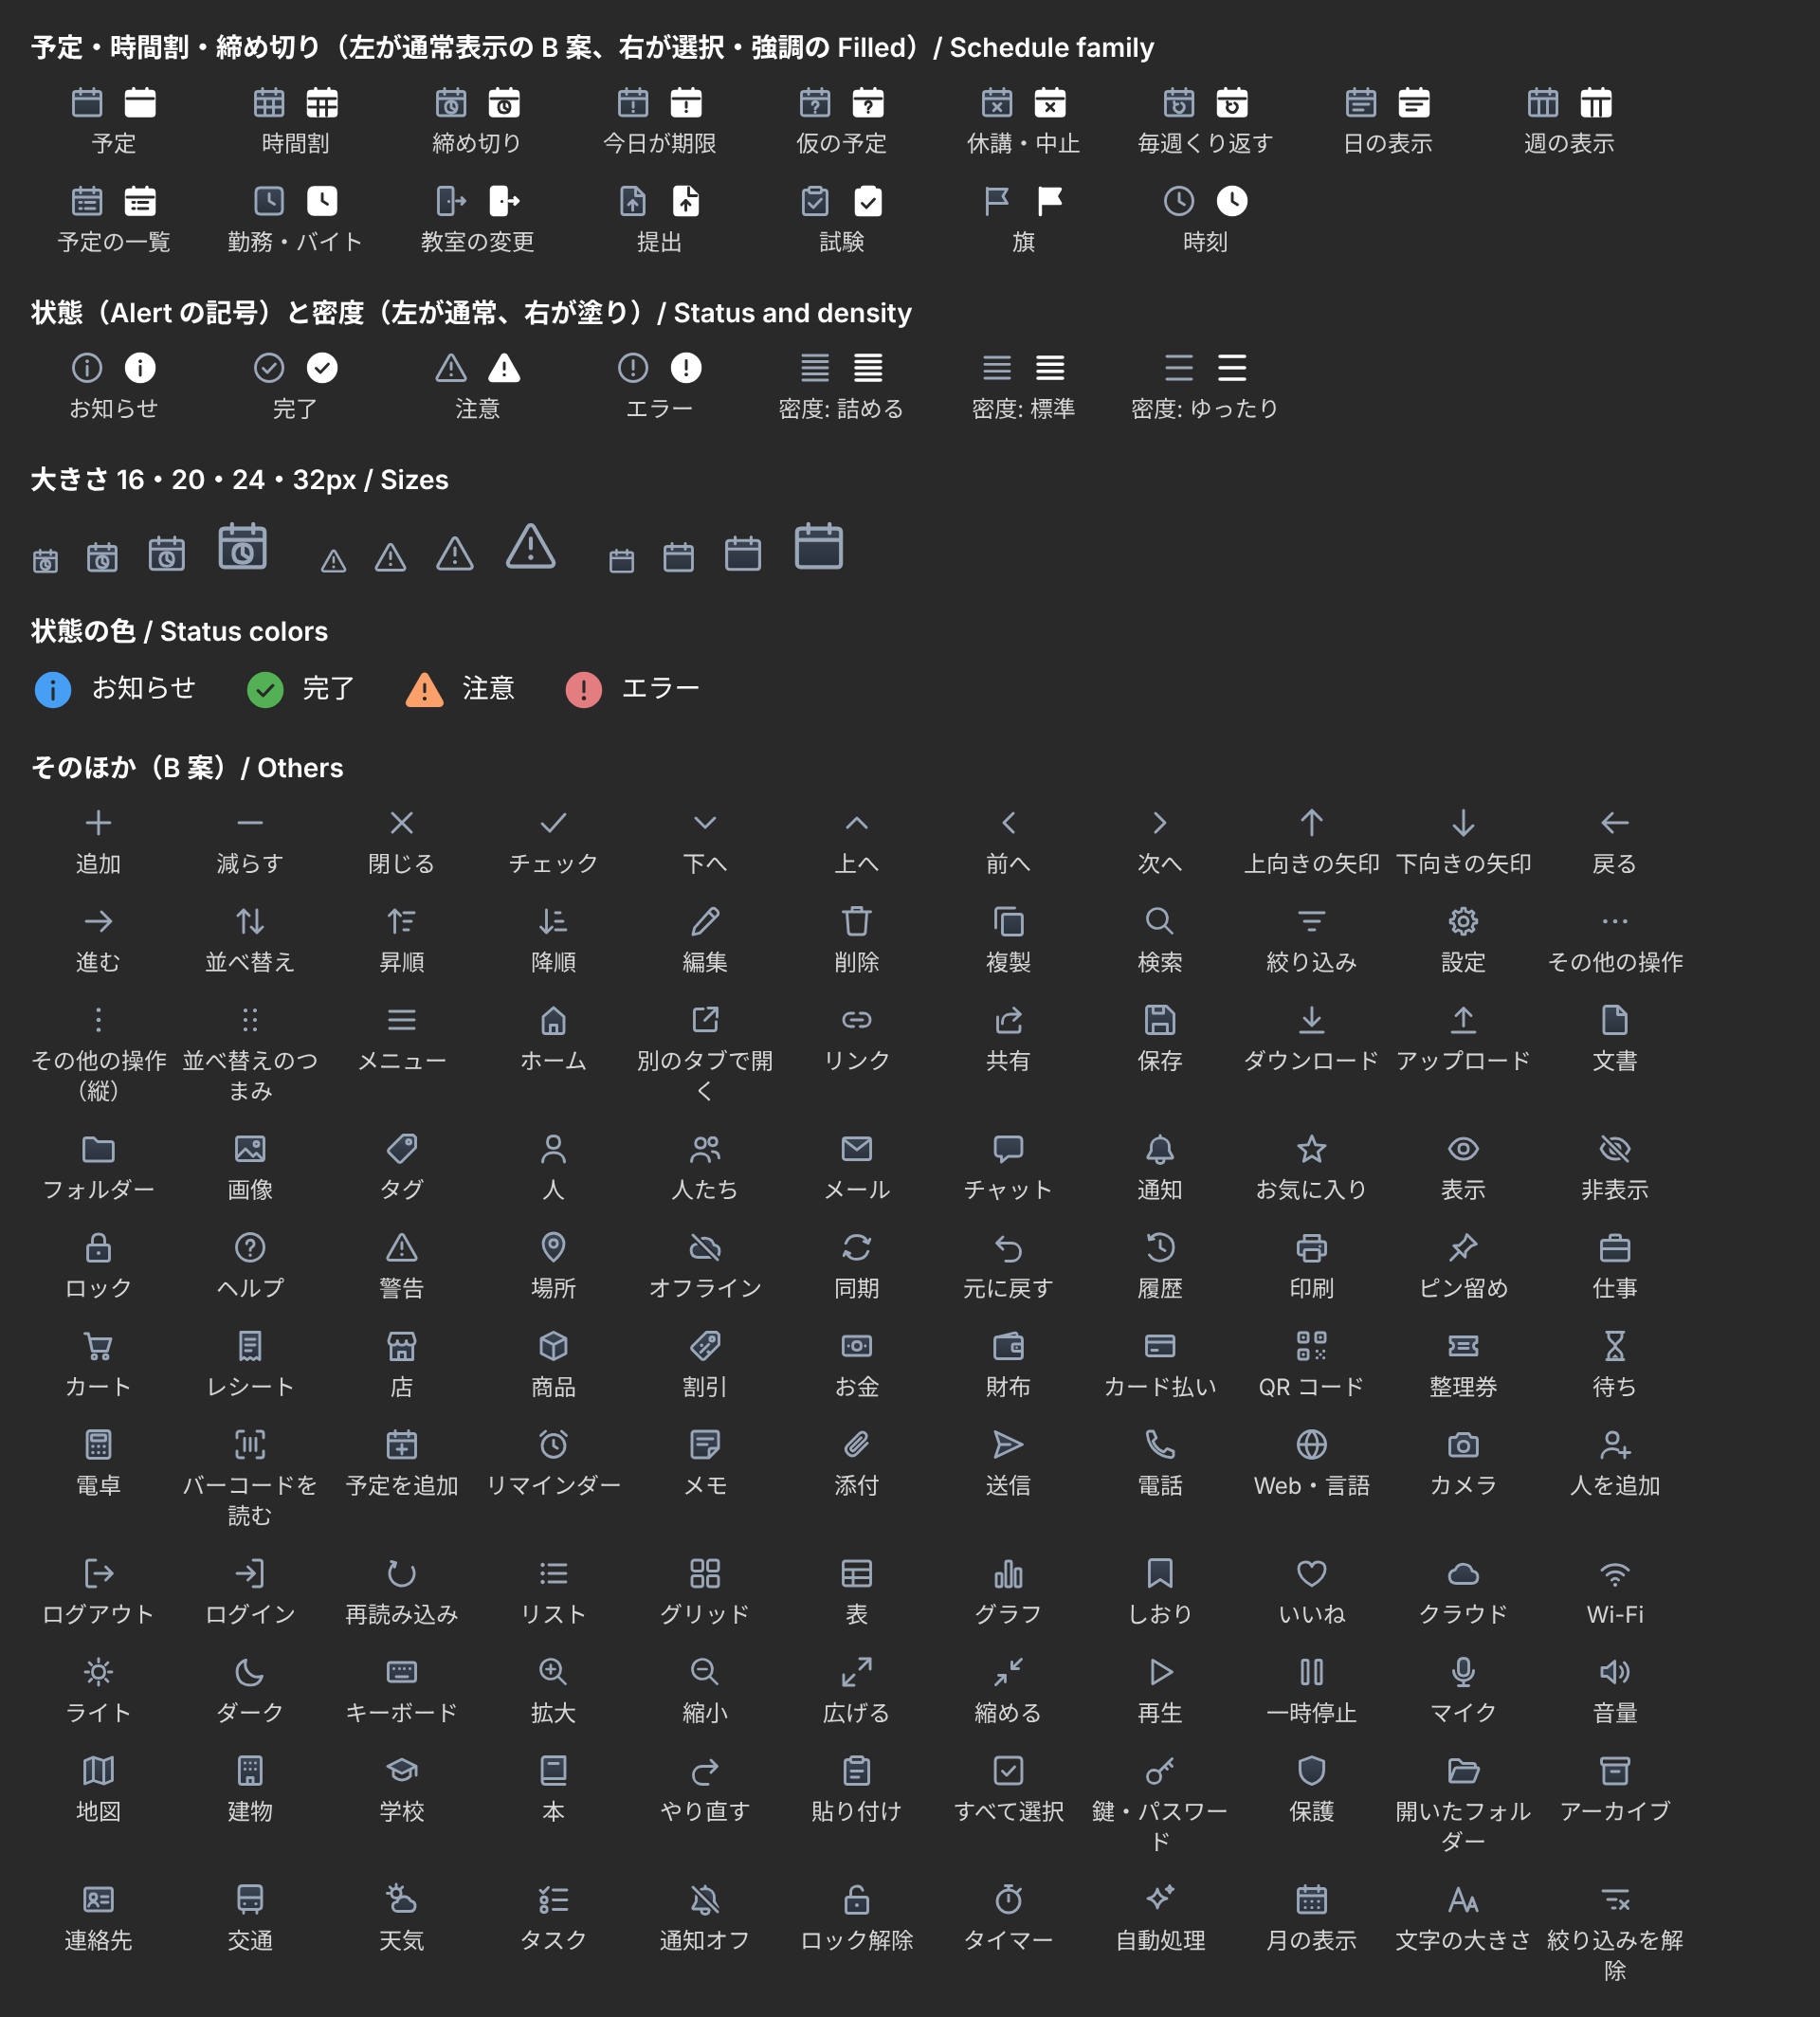 予定・時間割・締め切り（左が通常表示の B 案、右が選択・強調の Filled）/ Schedule family
予定 時間割 締め切り 今日が期限 仮の予定 休講・中止 毎週くり返す 日の表示 週の表示
予定の一覧 勤務・バイト 教室の変更 提出 試験 旗 時刻
状態（Alert の記号）と密度（左が通常、右が塗り）/ Status and density
お知らせ 完了 注意 エラー 密度: 詰める 密度: 標準 密度: ゆったり
大きさ 16・20・24・32px / Sizes
状態の色 / Status colors
お知らせ 完了 注意 エラー
そのほか（B 案）/ Others
追加 減らす 閉じる チェック 下へ 上へ 前へ 次へ 上向きの矢印 下向きの矢印 戻る
進む 並べ替え 昇順 降順 編集 削除 複製 検索 絞り込み 設定 その他の操作
その他の操作 並べ替えのつ メニュー ホーム 別のタブで開 リンク 共有 保存 ダウンロード アップロード 文書
（縦） まみ く
フォルダー 画像 タグ 人 人たち メール チャット 通知 お気に入り 表示 非表示
ロック ヘルプ 警告 場所 オフライン 同期 元に戻す 履歴 印刷 ピン留め 仕事
カート レシート 店 商品 割引 お金 財布 カード払い QR コード 整理券 待ち
電卓 バーコードを 予定を追加 リマインダー メモ 添付 送信 電話 Web・言語 カメラ 人を追加
読む
ログアウト ログイン 再読み込み リスト グリッド 表 グラフ しおり いいね クラウド Wi-Fi
ライト ダーク キーボード 拡大 縮小 広げる 縮める 再生 一時停止 マイク 音量
地図 建物 学校 本 やり直す 貼り付け すべて選択 鍵・パスワー 保護 開いたフォル アーカイブ
ド ダー
連絡先 交通 天気 タスク 通知オフ ロック解除 タイマー 自動処理 月の表示 文字の大きさ 絞り込みを解
除